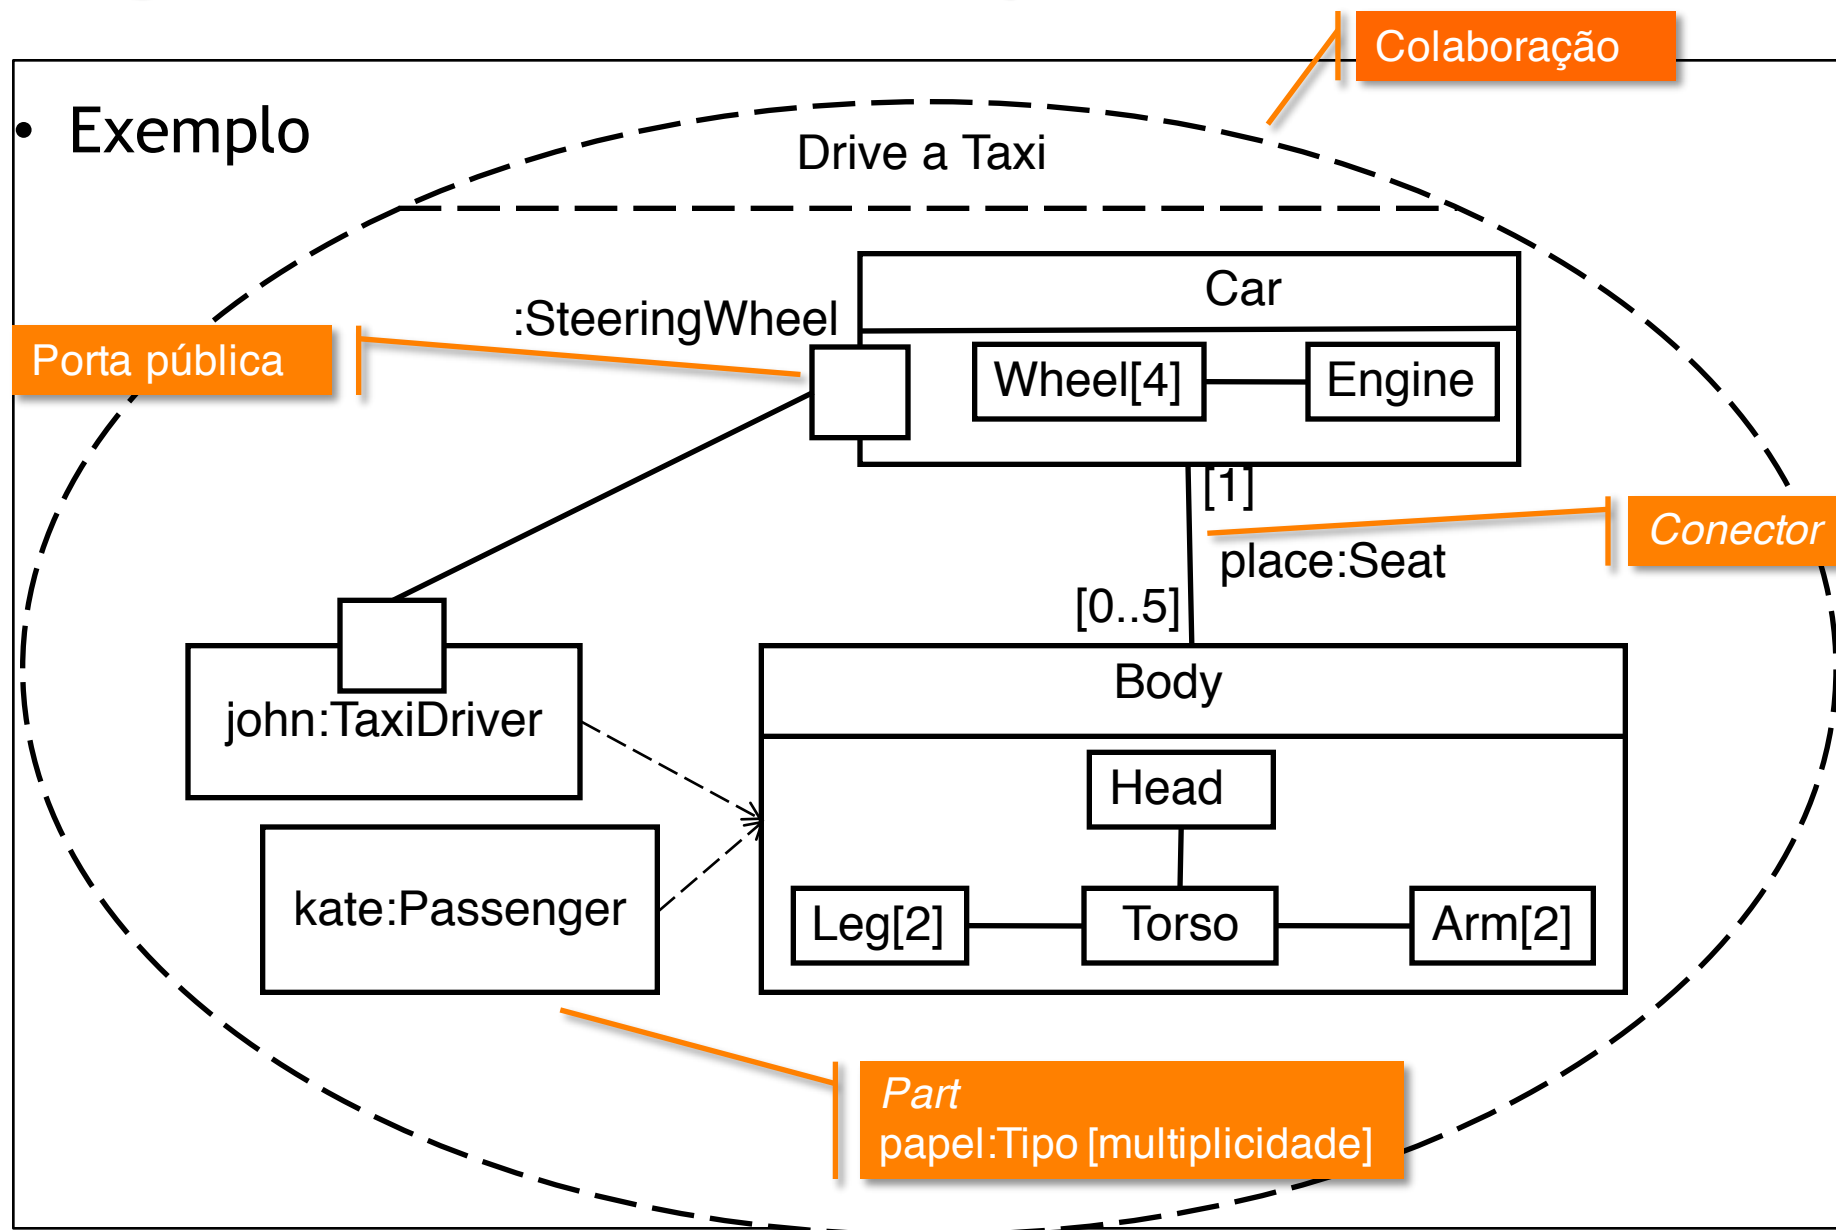 Colaboração
• Exemplo
Drive a Taxi
Car
:SteeringWheel
Porta pública
Wheel[4]
Engine
[1]
Conector
place:Seat
[0..5]
Body
john:TaxiDriver
Head
kate:Passenger
Leg[2]
Torso
Arm[2]
Part
papel:Tipo [multiplicidade]